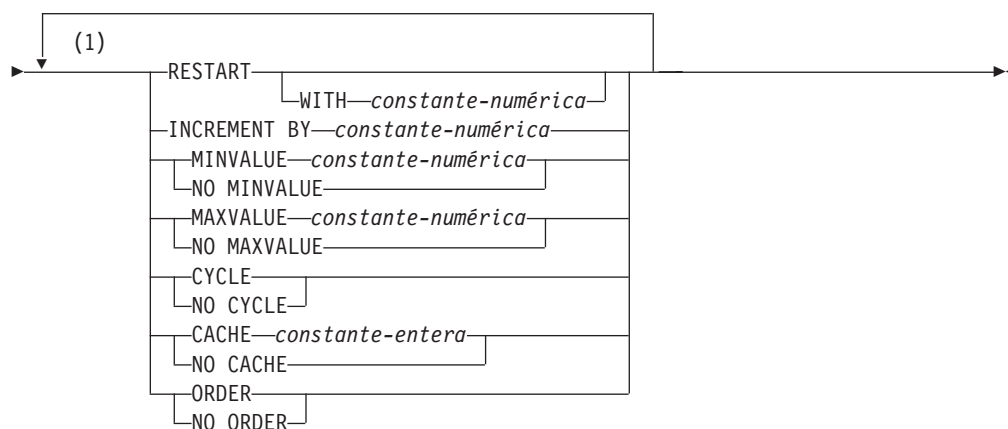 (1)
RESTART
WITH constante-numérica
INCREMENT BY constante-numérica
MINVALUE constante-numérica
NO MINVALUE
MAXVALUE constante-numérica
NO MAXVALUE
CYCLE
NO CYCLE
CACHE constante-entera
NO CACHE
ORDER
NO ORDER